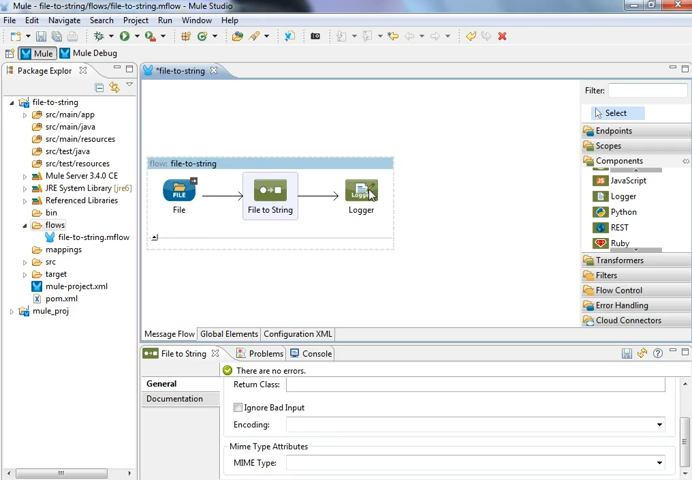 Mule - file-to-string/flows/file-to-string.mflow - Mule Studio
File Edit View Navigate Search Project Run Window Help
Mule Mule Debug
Package Explor
file-to-string
src/main/app
src/main/java
src/main/resources
src/test/java
src/test/resources
Mule Server 3.4.0 CE
JRE System Library [jre6]
Referenced Libraries
bin
flows
file-to-string.mflow
mappings
src
target
mule-project.xml
pom.xml
mule_proj
*file-to-string
flow: file-to-string
FILE
Logger
File
File to String
Logger
Message Flow Global Elements Configuration XML
Filter:
Select
Endpoints
Scopes
Components
JavaScript
Logger
Python
REST
Ruby
Transformers
Filters
Flow Control
Error Handling
Cloud Connectors
File to String Problems Console
There are no errors.
General
Documentation
Return Class:
Ignore Bad Input
Encoding:
Mime Type Attributes
MIME Type: